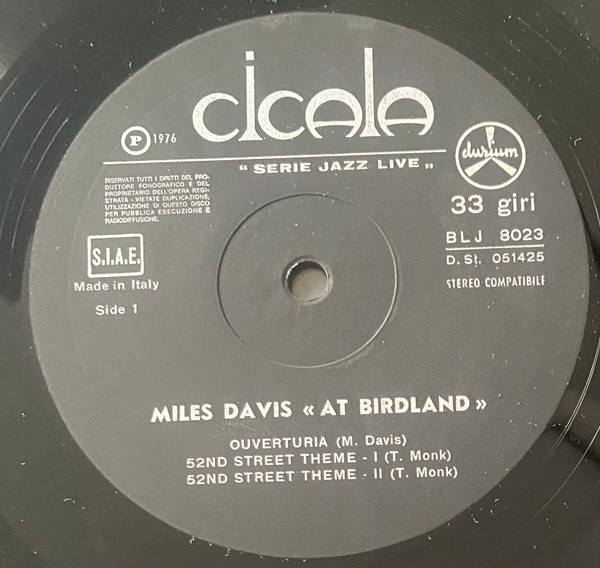 cicala
Ⓟ 1976
durium
" SERIE JAZZ LIVE "
RISERVATI TUTTI I DIRITTI DEL PRO-
DUTTORE FONOGRAFICO E DEL
PROPRIETARIO DELL'OPERA REGI-
STRATA - VIETATE DUPLICAZIONE,
UTILIZZAZIONE DI QUESTO DISCO
PER PUBBLICA ESECUZIONE E
RADIODIFFUSIONE.
33 giri
BLJ 8023
D. St. 051425
STEREO COMPATIBILE
S.I.A.E.
Made in Italy
Side 1
MILES DAVIS « AT BIRDLAND »
OUVERTURIA (M. Davis)
52ND STREET THEME - I (T. Monk)
52ND STREET THEME - II (T. Monk)